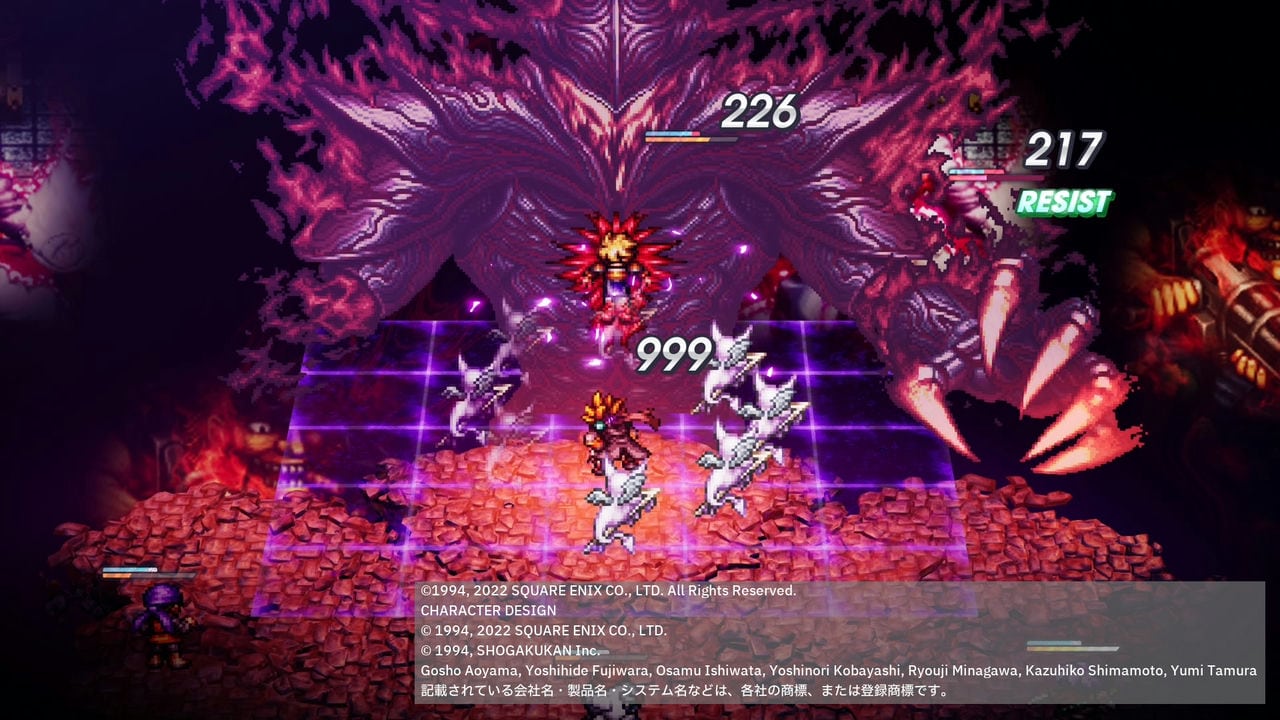 226
217
RESIST
999
©1994, 2022 SQUARE ENIX CO., LTD. All Rights Reserved.
CHARACTER DESIGN
© 1994, 2022 SQUARE ENIX CO., LTD.
© 1994, SHOGAKUKAN Inc.
Gosho Aoyama, Yoshihide Fujiwara, Osamu Ishiwata, Yoshinori Kobayashi, Ryouji Minagawa, Kazuhiko Shimamoto, Yumi Tamura
記載されている会社名・製品名・システム名などは、各社の商標、または登録商標です。